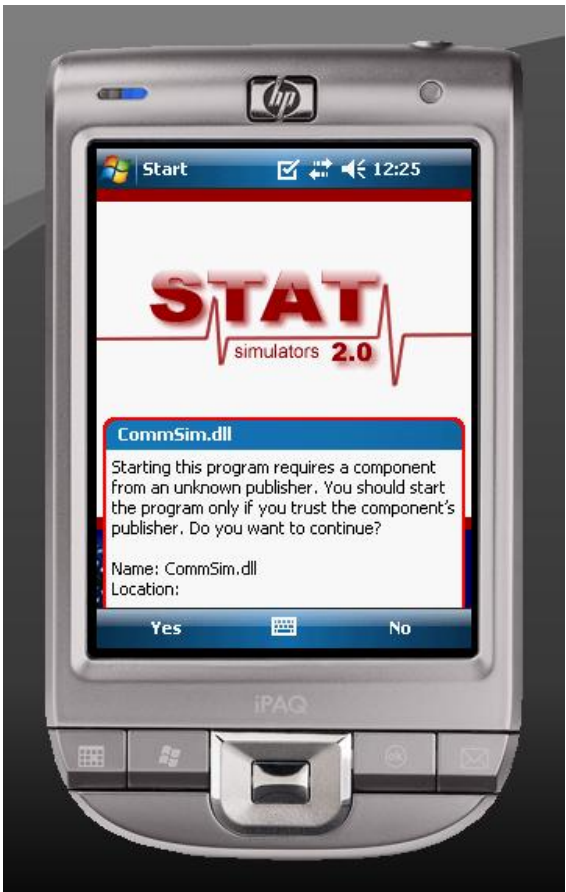 hp
Start 12:25
STAT
simulators 2.0
CommSim.dll
Starting this program requires a component
from an unknown publisher. You should start
the program only if you trust the component's
publisher. Do you want to continue?
Name: CommSim.dll
Location:
Yes No
iPAQ
ok